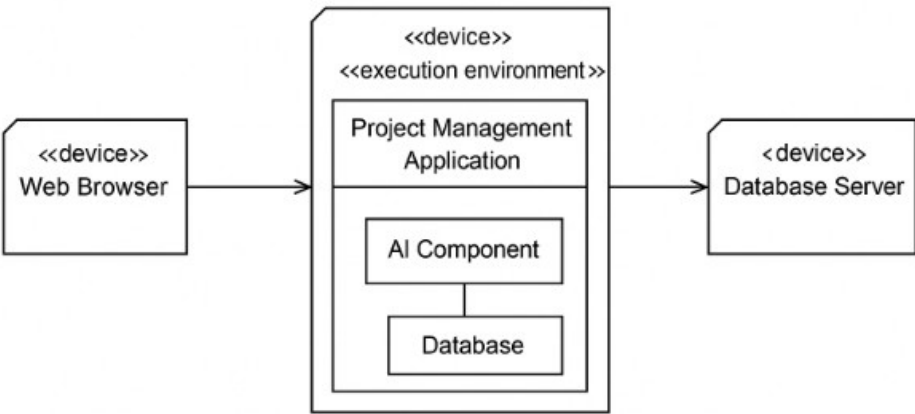 <<device>>
Web Browser
<<device>>
<<execution environment>>
Project Management
Application
AI Component
Database
<device>>
Database Server